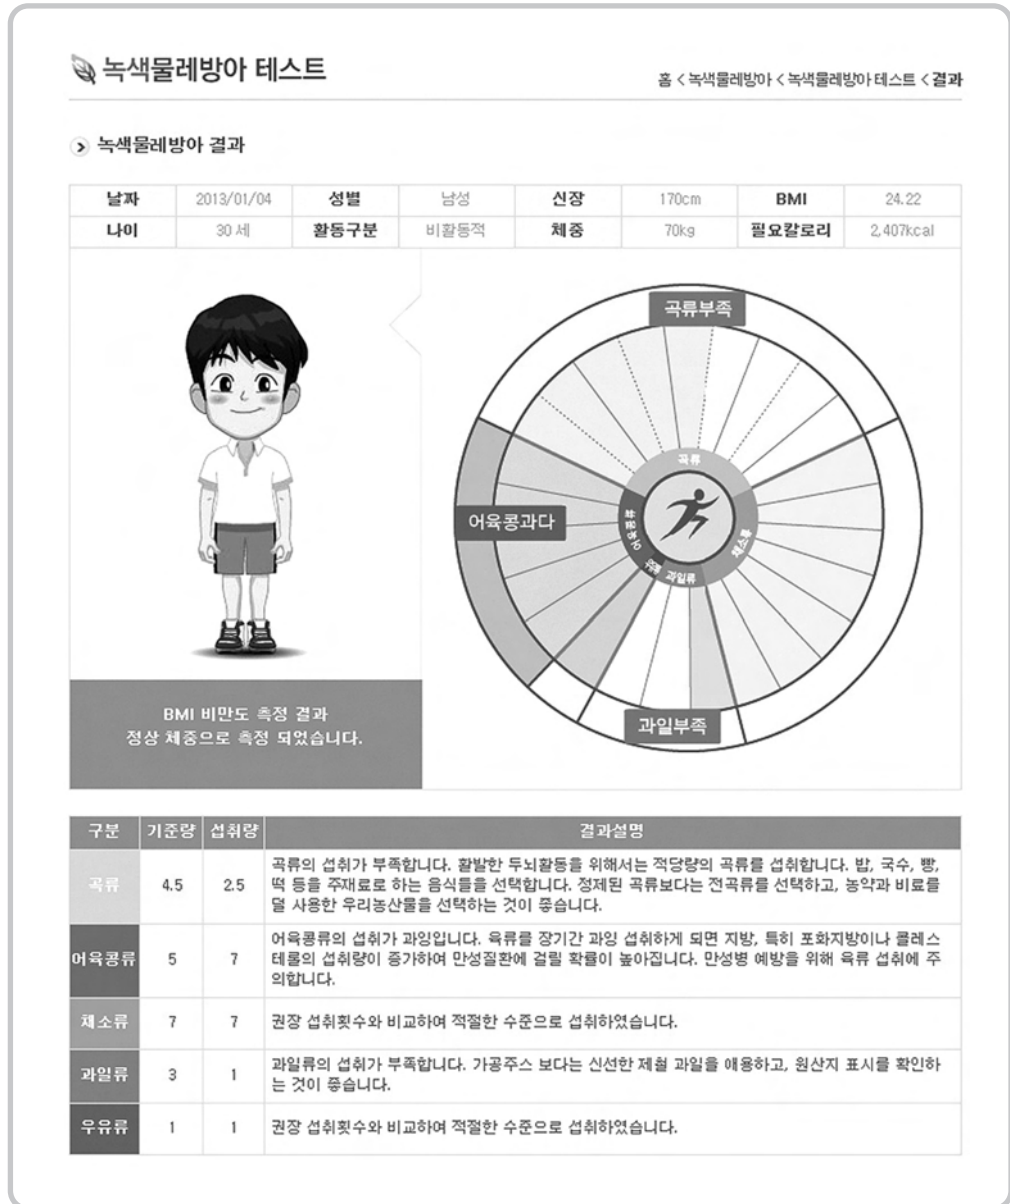 녹색물레방아 테스트
홈 < 녹색물레방아 < 녹색물레방아 테스트 < 결과
녹색물레방아 결과
날짜 2013/01/04 성별 남성 신장 170cm BMI 24.22
나이 30 세 활동구분 비활동적 체중 70kg 필요칼로리 2,407kcal
곡류부족
곡류
어육콩과다
어육콩류
채소류
과일류
과일부족
BMI 비만도 측정 결과
정상 체중으로 측정 되었습니다.
구분 기준량 섭취량 결과설명
곡류 4.5 2.5
곡류의 섭취가 부족합니다. 활발한 두뇌활동을 위해서는 적당량의 곡류를 섭취합니다. 밥, 국수, 빵,
떡 등을 주재료로 하는 음식들을 선택합니다. 정제된 곡류보다는 전곡류를 선택하고, 농약과 비료를
덜 사용한 우리농산물을 선택하는 것이 좋습니다.
어육콩류 5 7
어육콩류의 섭취가 과잉입니다. 육류를 장기간 과잉 섭취하게 되면 지방, 특히 포화지방이나 콜레스
테롤의 섭취량이 증가하여 만성질환에 걸릴 확률이 높아집니다. 만성병 예방을 위해 육류 섭취에 주
의합니다.
채소류 7 7 권장 섭취횟수와 비교하여 적절한 수준으로 섭취하였습니다.
과일류 3 1
과일류의 섭취가 부족합니다. 가공주스 보다는 신선한 제철 과일을 애용하고, 원산지 표시를 확인하
는 것이 좋습니다.
우유류 1 1 권장 섭취횟수와 비교하여 적절한 수준으로 섭취하였습니다.